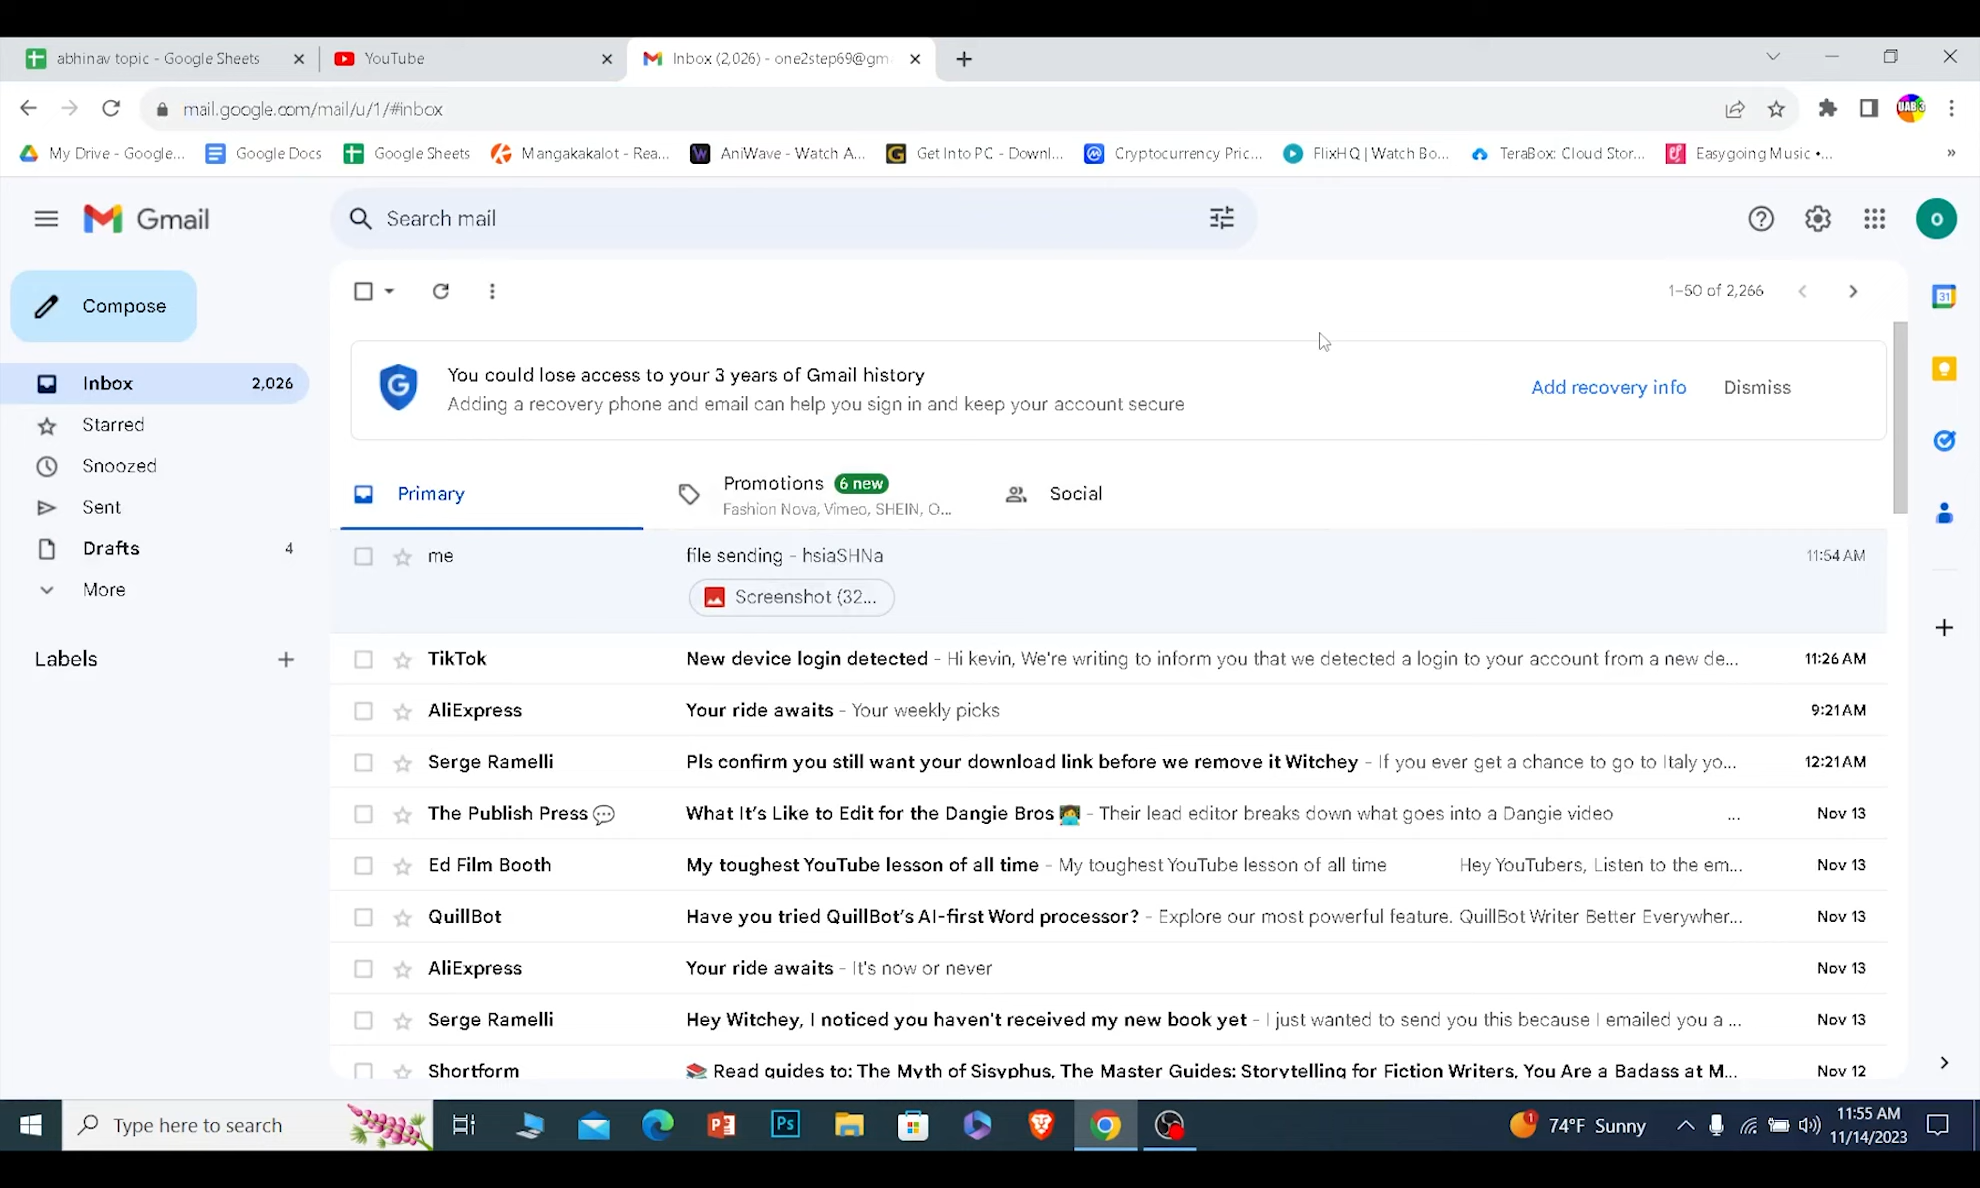 abhinav topic - Google Sheets
YouTube
Inbox (2,026) - one2step69@gm
mail.google.com/mail/u/1/#inbox
UAB 3
My Drive - Google...
Google Docs
Google Sheets
Mangakakalot - Rea...
AniWave - Watch A...
Get Into PC - Downl...
Cryptocurrency Pric...
FlixHQ | Watch Bo...
TeraBox: Cloud Stor...
Easygoing Music •...
»
Gmail
Search mail
o
Compose
1–50 of 2,266
31
Inbox 2,026
Starred
Snoozed
Sent
Drafts 4
More
Labels
G
You could lose access to your 3 years of Gmail history
Adding a recovery phone and email can help you sign in and keep your account secure
Add recovery info
Dismiss
Primary
Promotions 6 new
Fashion Nova, Vimeo, SHEIN, O...
Social
me file sending - hsiaSHNa 11:54 AM
Screenshot (32...
TikTok New device login detected - Hi kevin, We're writing to inform you that we detected a login to your account from a new de... 11:26 AM
AliExpress Your ride awaits - Your weekly picks 9:21 AM
Serge Ramelli Pls confirm you still want your download link before we remove it Witchey - If you ever get a chance to go to Italy yo... 12:21 AM
The Publish Press 💬 What It's Like to Edit for the Dangie Bros 🧑‍💻 - Their lead editor breaks down what goes into a Dangie video ... Nov 13
Ed Film Booth My toughest YouTube lesson of all time - My toughest YouTube lesson of all time Hey YouTubers, Listen to the em... Nov 13
QuillBot Have you tried QuillBot's AI-first Word processor? - Explore our most powerful feature. QuillBot Writer Better Everywher... Nov 13
AliExpress Your ride awaits - It's now or never Nov 13
Serge Ramelli Hey Witchey, I noticed you haven't received my new book yet - I just wanted to send you this because I emailed you a ... Nov 13
Shortform 📚 Read guides to: The Myth of Sisyphus, The Master Guides: Storytelling for Fiction Writers, You Are a Badass at M... Nov 12
Type here to search
Ps
1
74°F Sunny
11:55 AM
11/14/2023